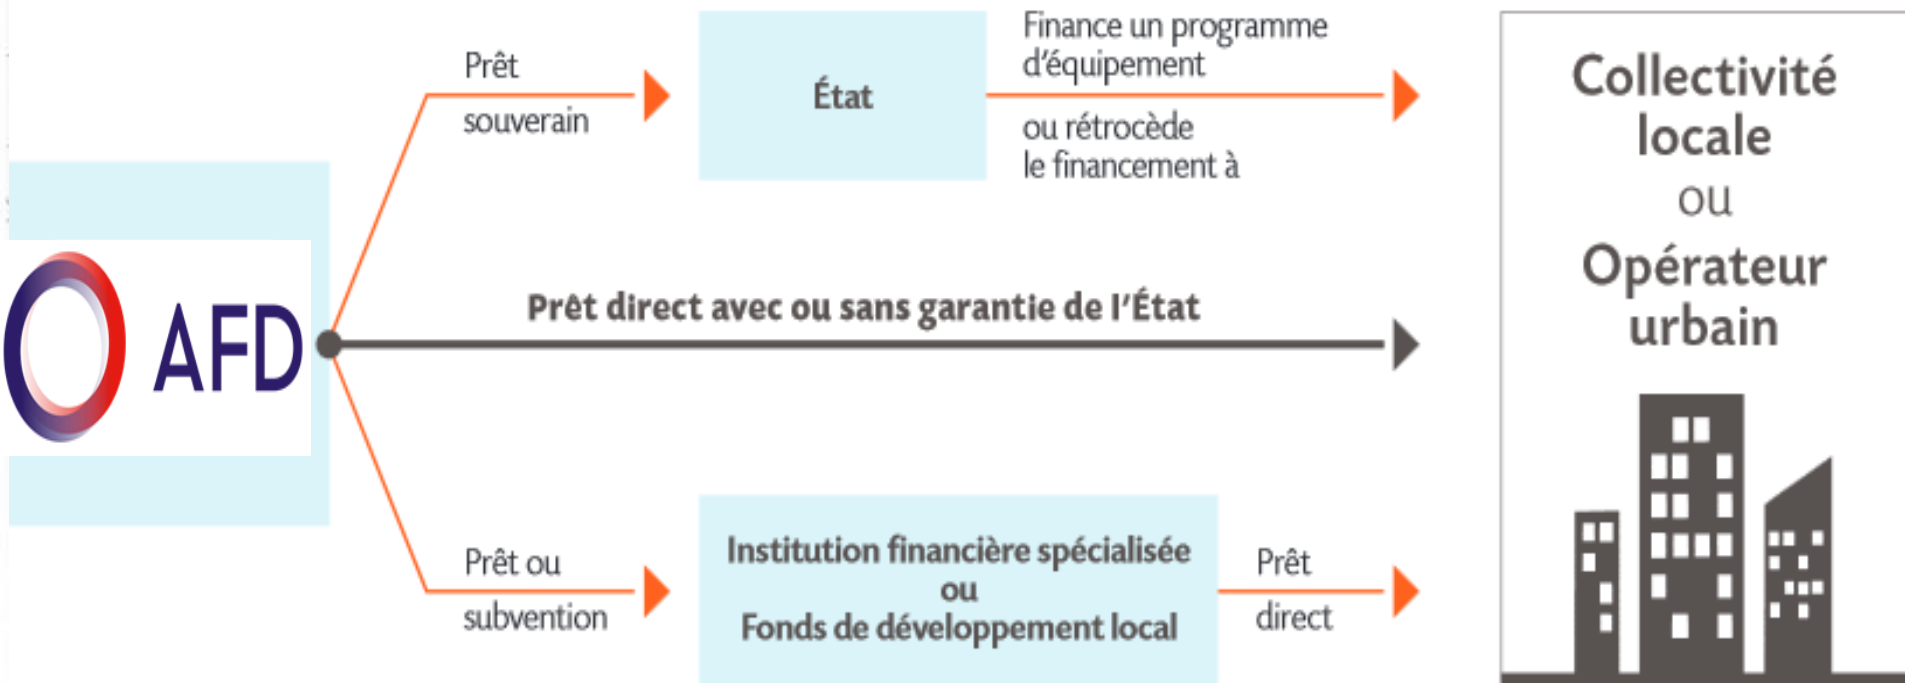 AFD
Prêt
souverain
État
Finance un programme
d'équipement
ou rétrocède
le financement à
Prêt direct avec ou sans garantie de l'État
Prêt ou
subvention
Institution financière spécialisée
ou
Fonds de développement local
Prêt
direct
Collectivité
locale
ou
Opérateur
urbain